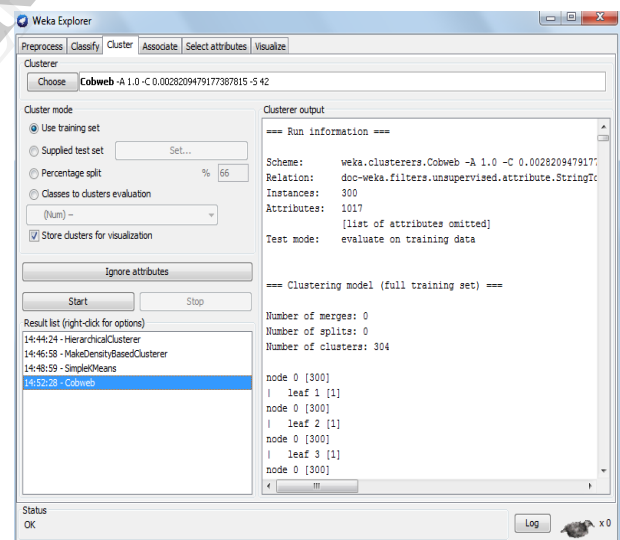 Weka Explorer
Preprocess Classify Cluster Associate Select attributes Visualize
Clusterer
Choose Cobweb -A 1.0 -C 0.0028209479177387815 -S 42
Cluster mode
Use training set
Supplied test set Set...
Percentage split % 66
Classes to clusters evaluation
(Num) --
Store clusters for visualization
Ignore attributes
Start Stop
Result list (right-click for options)
14:44:24 - HierarchicalClusterer
14:46:58 - MakeDensityBasedClusterer
14:48:59 - SimpleKMeans
14:52:28 - Cobweb
Clusterer output
=== Run information ===
Scheme: weka.clusterers.Cobweb -A 1.0 -C 0.0028209479177
Relation: doc-weka.filters.unsupervised.attribute.StringTo
Instances: 300
Attributes: 1017
[list of attributes omitted]
Test mode: evaluate on training data
=== Clustering model (full training set) ===
Number of merges: 0
Number of splits: 0
Number of clusters: 304
node 0 [300]
| leaf 1 [1]
node 0 [300]
| leaf 2 [1]
node 0 [300]
| leaf 3 [1]
node 0 [300]
Status
OK
Log x 0